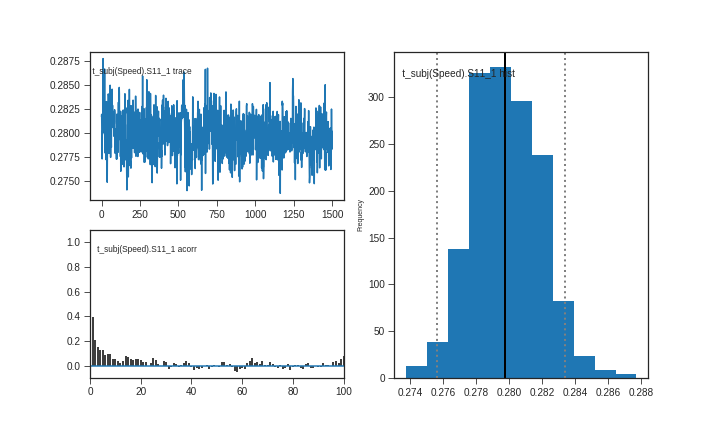 0.2875
0.2850
0.2825
0.2800
0.2775
0.2750
t_subj(Speed).S11_1 trace
0 250 500 750 1000 1250 1500
1.0
0.8
0.6
0.4
0.2
0.0
t_subj(Speed).S11_1 acorr
0 20 40 60 80 100
t_subj(Speed).S11_1 hist
Frequency
300
250
200
150
100
50
0
0.274 0.276 0.278 0.280 0.282 0.284 0.286 0.288